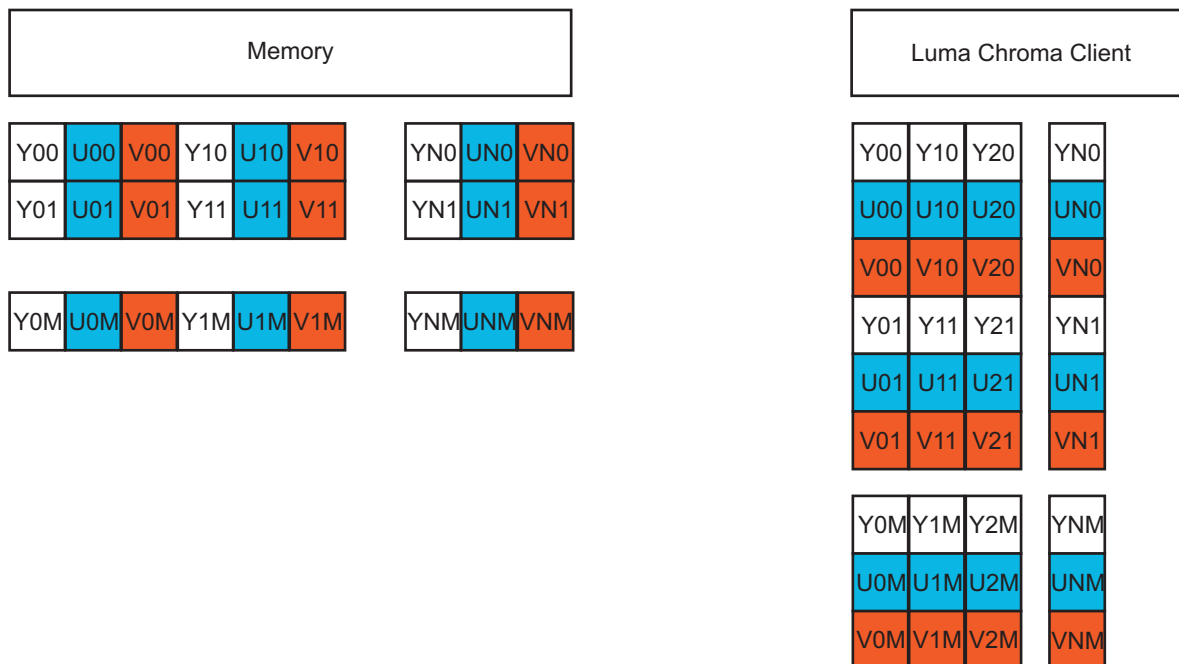 Memory
Y00 U00 V00 Y10 U10 V10 YN0 UN0 VN0
Y01 U01 V01 Y11 U11 V11 YN1 UN1 VN1
Y0M U0M V0M Y1M U1M V1M YNM UNM VNM
Luma Chroma Client
Y00 Y10 Y20 YN0
U00 U10 U20 UN0
V00 V10 V20 VN0
Y01 Y11 Y21 YN1
U01 U11 U21 UN1
V01 V11 V21 VN1
Y0M Y1M Y2M YNM
U0M U1M U2M UNM
V0M V1M V2M VNM